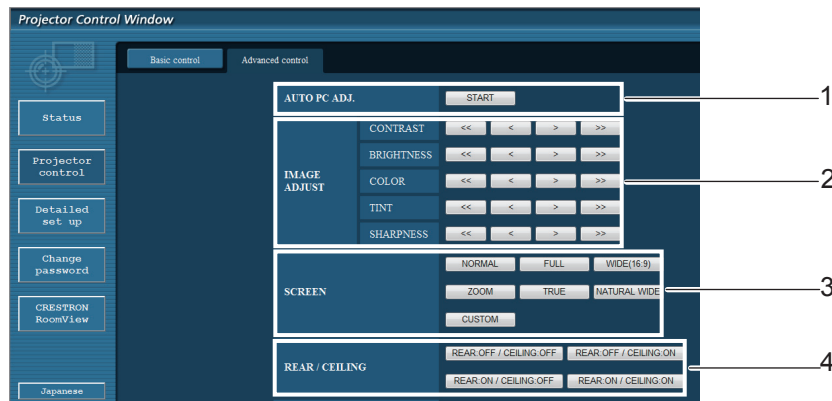 Projector Control Window
Basic control Advanced control
Status
Projector control
Detailed set up
Change password
CRESTRON RoomView
Japanese
AUTO PC ADJ. START 1
IMAGE ADJUST 2
CONTRAST << < > >>
BRIGHTNESS << < > >>
COLOR << < > >>
TINT << < > >>
SHARPNESS << < > >>
SCREEN 3
NORMAL FULL WIDE(16:9)
ZOOM TRUE NATURAL WIDE
CUSTOM
REAR / CEILING 4
REAR:OFF / CEILING:OFF REAR:OFF / CEILING:ON
REAR:ON / CEILING:OFF REAR:ON / CEILING:ON